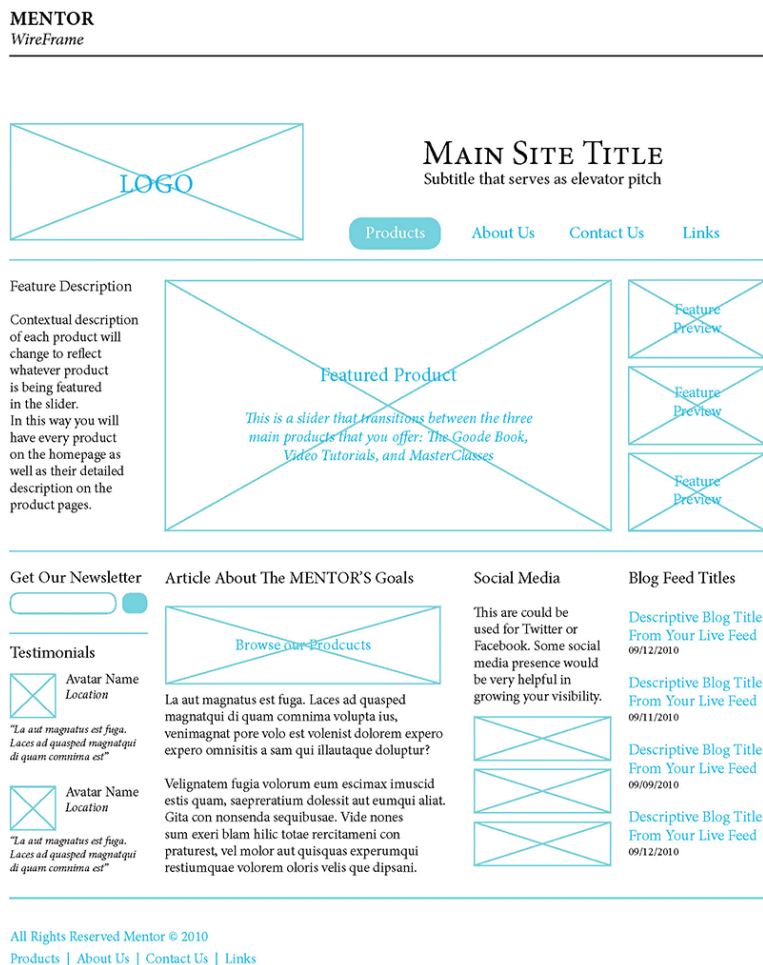 MENTOR
WireFrame
LOGO
MAIN SITE TITLE
Subtitle that serves as elevator pitch
Products
About Us
Contact Us
Links
Feature Description
Contextual description
of each product will
change to reflect
whatever product
is being featured
in the slider.
In this way you will
have every product
on the homepage as
well as their detailed
description on the
product pages.
Featured Product
This is a slider that transitions between the three
main products that you offer: The Goode Book,
Video Tutorials, and MasterClasses
Feature
Preview
Feature
Preview
Feature
Preview
Get Our Newsletter
Testimonials
Avatar Name
Location
“La aut magnatus est fuga.
Laces ad quasped magnatqui
di quam comnima est”
Avatar Name
Location
“La aut magnatus est fuga.
Laces ad quasped magnatqui
di quam comnima est”
Article About The MENTOR’S Goals
Browse our Prodcucts
La aut magnatus est fuga. Laces ad quasped
magnatqui di quam comnima volupta ius,
venimagnat pore volo est volenist dolorem expero
expero omnisitis a sam qui illautaque doluptur?
Velignatem fugia volorum eum escimax imuscid
estis quam, saepreratium dolessit aut eumqui aliat.
Gita con nonsenda sequibusae. Vide nones
sum exeri blam hilic totae rercitameni con
praturest, vel molor aut quisquas experumqui
restiumquae volorem oloris velis que dipsani.
Social Media
This are could be
used for Twitter or
Facebook. Some social
media presence would
be very helpful in
growing your visibility.
Blog Feed Titles
Descriptive Blog Title
From Your Live Feed
09/12/2010
Descriptive Blog Title
From Your Live Feed
09/11/2010
Descriptive Blog Title
From Your Live Feed
09/09/2010
Descriptive Blog Title
From Your Live Feed
09/12/2010
All Rights Reserved Mentor © 2010
Products | About Us | Contact Us | Links